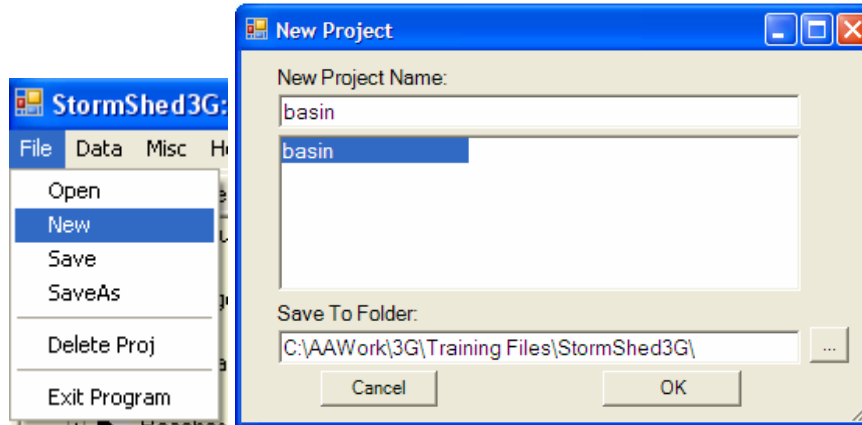 StormShed3G:
File Data Misc
Open
New
Save
SaveAs
Delete Proj
Exit Program
New Project
New Project Name:
basin
basin
Save To Folder:
C:\AAWork\3G\Training Files\StormShed3G\
...
Cancel OK